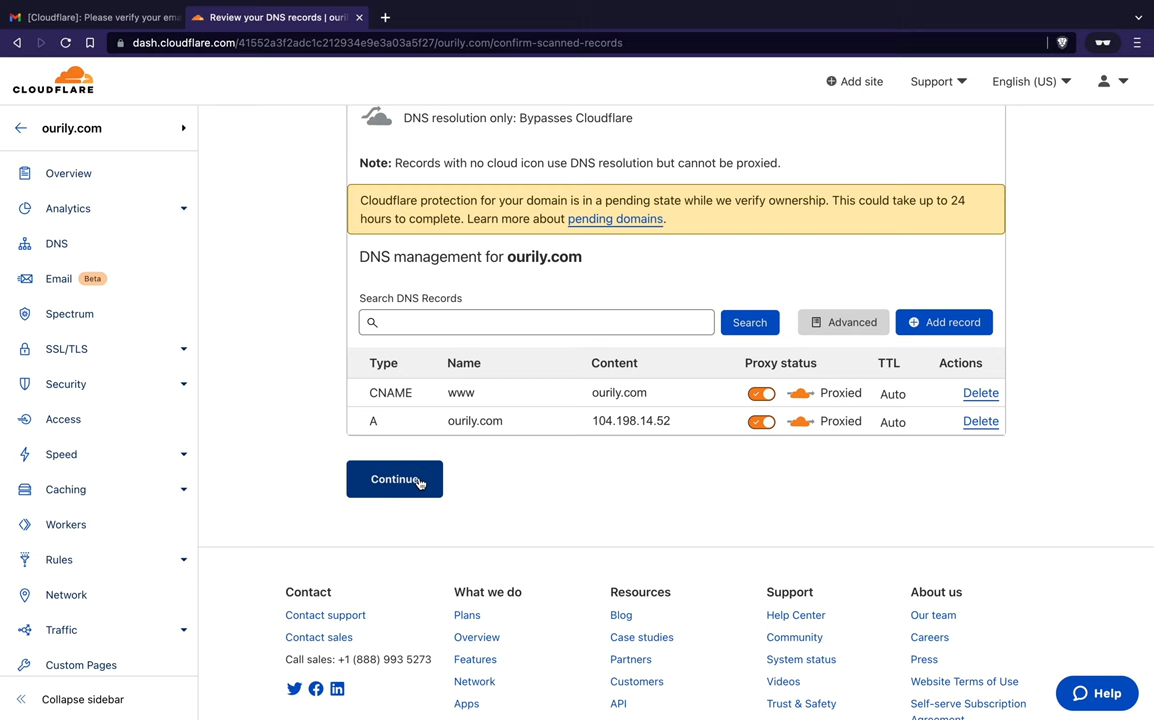 [Cloudflare]: Please verify your ema
Review your DNS records | ouril
dash.cloudflare.com/41552a3f2adc1c212934e9e3a03a5f27/ourily.com/confirm-scanned-records
CLOUDFLARE
Add site
Support
English (US)
ourily.com
Overview
Analytics
DNS
Email Beta
Spectrum
SSL/TLS
Security
Access
Speed
Caching
Workers
Rules
Network
Traffic
Custom Pages
Collapse sidebar
DNS resolution only: Bypasses Cloudflare
Note: Records with no cloud icon use DNS resolution but cannot be proxied.
Cloudflare protection for your domain is in a pending state while we verify ownership. This could take up to 24
hours to complete. Learn more about pending domains.
DNS management for ourily.com
Search DNS Records
Search
Advanced
Add record
Type Name Content Proxy status TTL Actions
CNAME www ourily.com Proxied Auto Delete
A ourily.com 104.198.14.52 Proxied Auto Delete
Continue
Contact
Contact support
Contact sales
Call sales: +1 (888) 993 5273
What we do
Plans
Overview
Features
Network
Apps
Resources
Blog
Case studies
Partners
Customers
API
Support
Help Center
Community
System status
Videos
Trust & Safety
About us
Our team
Careers
Press
Website Terms of Use
Self-serve Subscription
Agreement
Help